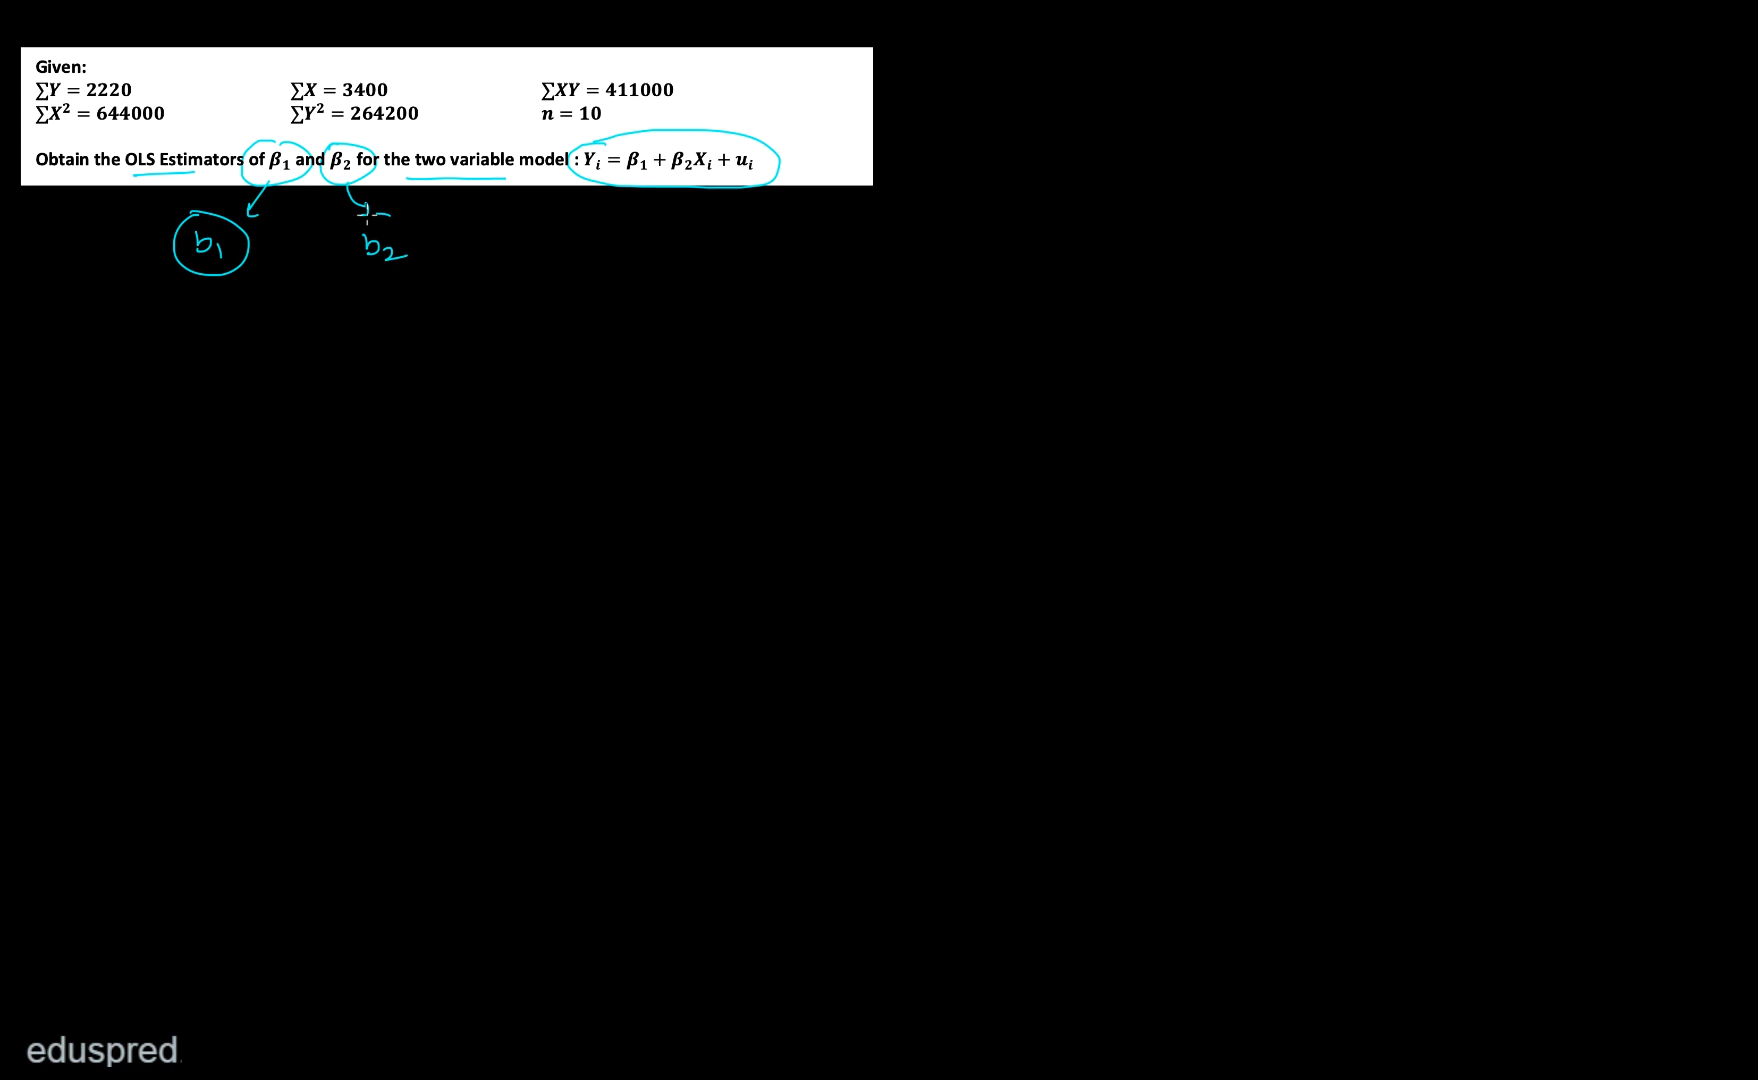 Given:
∑Y = 2220 ∑X = 3400 ∑XY = 411000
∑X² = 644000 ∑Y² = 264200 n = 10
Obtain the OLS Estimators of β₁ and β₂ for the two variable model : Yᵢ = β₁ + β₂Xᵢ + uᵢ
b₁ b₂
eduspred